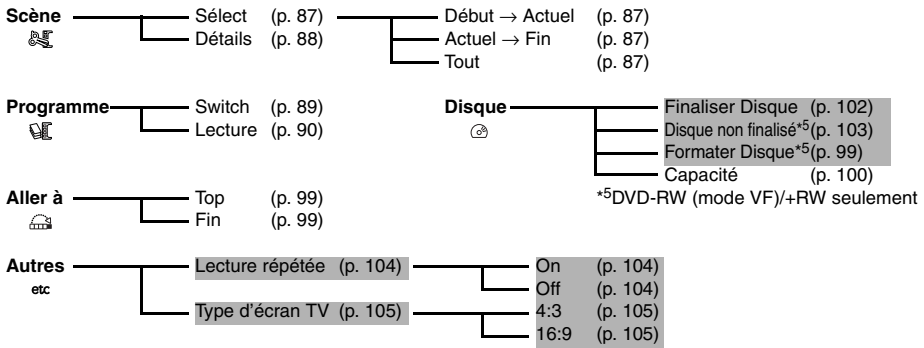 Scène Sélect (p. 87) Début → Actuel (p. 87)
Détails (p. 88) Actuel → Fin (p. 87)
Tout (p. 87)
Programme Switch (p. 89) Disque Finaliser Disque (p. 102)
Lecture (p. 90) Disque non finalisé*5 (p. 103)
Formater Disque*5 (p. 99)
Capacité (p. 100)
*5DVD-RW (mode VF)/+RW seulement
Aller à Top (p. 99)
Fin (p. 99)
Autres Lecture répétée (p. 104) On (p. 104)
etc Off (p. 104)
Type d'écran TV (p. 105) 4:3 (p. 105)
16:9 (p. 105)